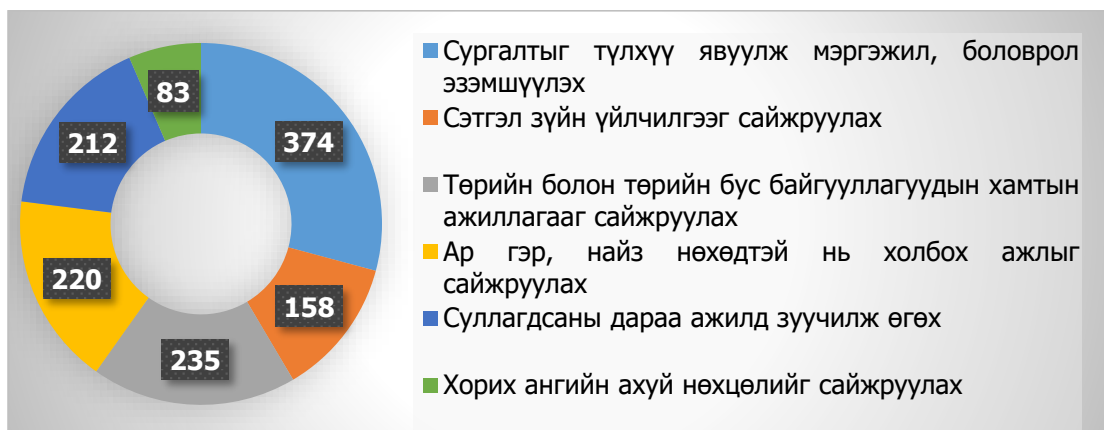 83
212
374
220
158
235
Сургалтыг түлхүү явуулж мэргэжил, боловрол
эзэмшүүлэх
Сэтгэл зүйн үйлчилгээг сайжруулах
Төрийн болон төрийн бус байгууллагуудын хамтын
ажиллагааг сайжруулах
Ар гэр, найз нөхөдтэй нь холбох ажлыг
сайжруулах
Суллагдсаны дараа ажилд зуучилж өгөх
Хорих ангийн ахуй нөхцөлийг сайжруулах